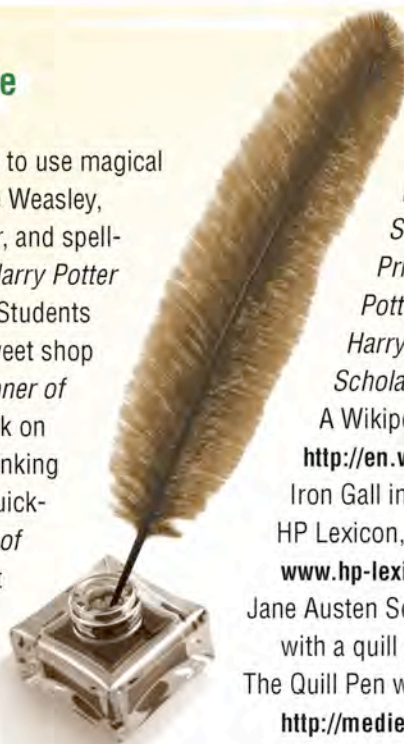 e
to use magical
Weasley,
r, and spell-
Harry Potter
Students
weet shop
nner of
k on
nking
uick-
of
t
S
Pri
Pott
Harry
Schola
A Wikipe
http://en.
Iron Gall in
HP Lexicon,
www.hp-lexi
Jane Austen So
with a quill
The Quill Pen w
http://medie